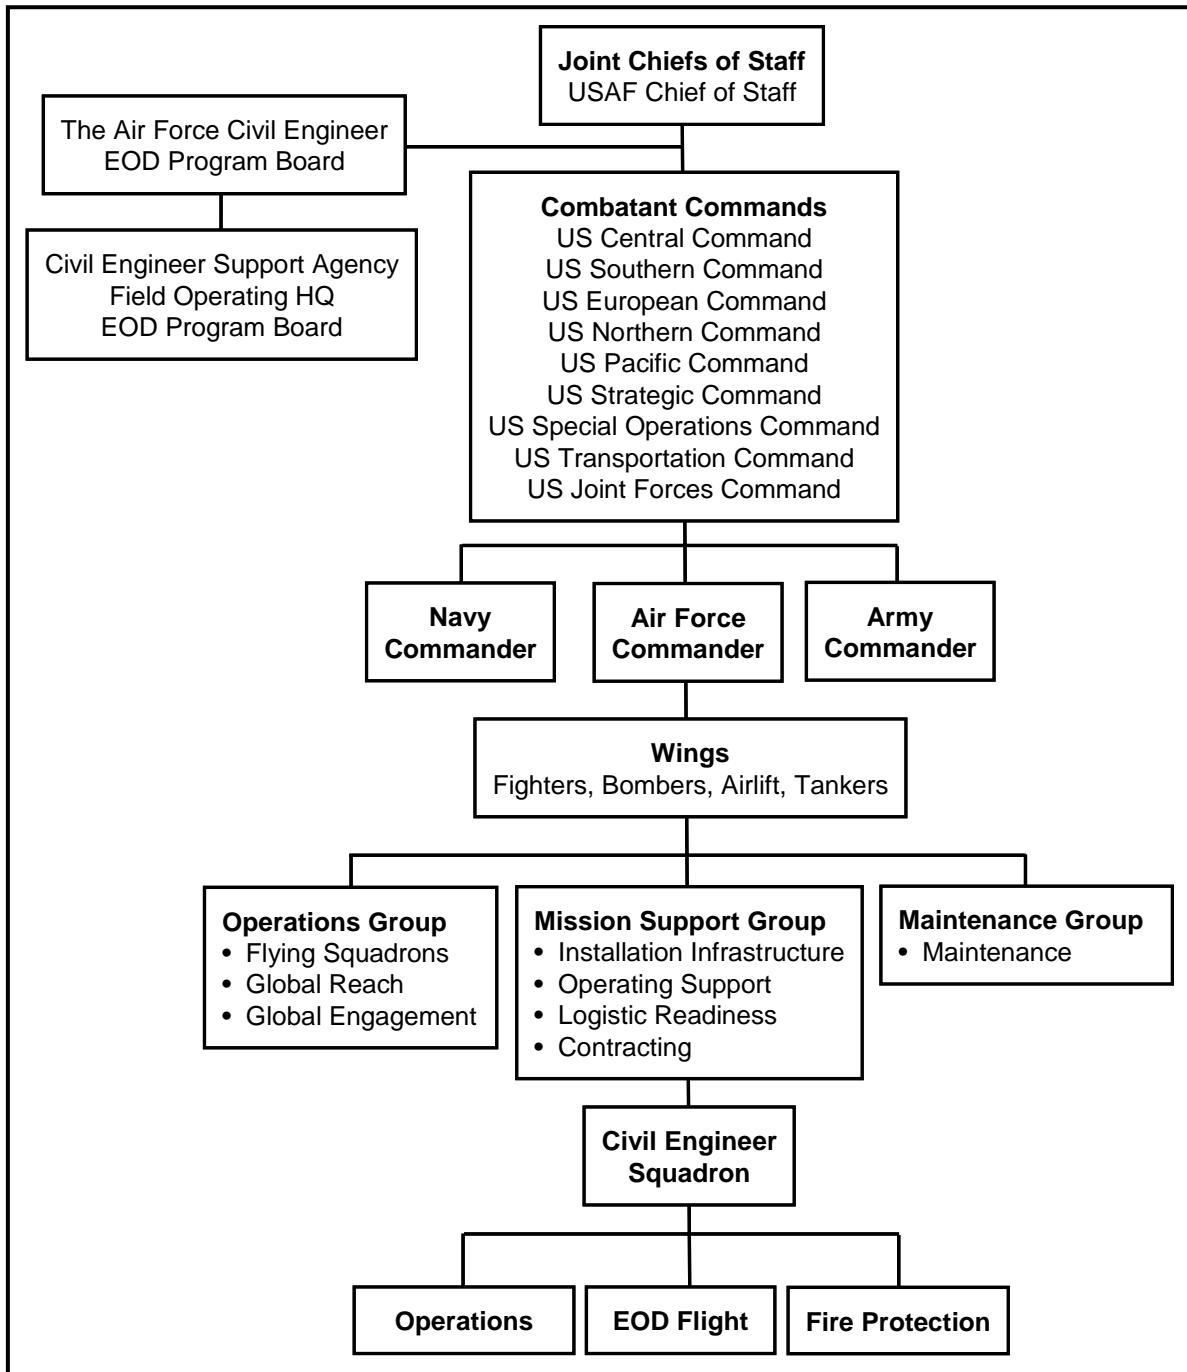 Joint Chiefs of Staff
USAF Chief of Staff
The Air Force Civil Engineer
EOD Program Board
Civil Engineer Support Agency
Field Operating HQ
EOD Program Board
Combatant Commands
US Central Command
US Southern Command
US European Command
US Northern Command
US Pacific Command
US Strategic Command
US Special Operations Command
US Transportation Command
US Joint Forces Command
Navy
Commander
Air Force
Commander
Army
Commander
Wings
Fighters, Bombers, Airlift, Tankers
Operations Group
• Flying Squadrons
• Global Reach
• Global Engagement
Mission Support Group
• Installation Infrastructure
• Operating Support
• Logistic Readiness
• Contracting
Maintenance Group
• Maintenance
Civil Engineer
Squadron
Operations
EOD Flight
Fire Protection